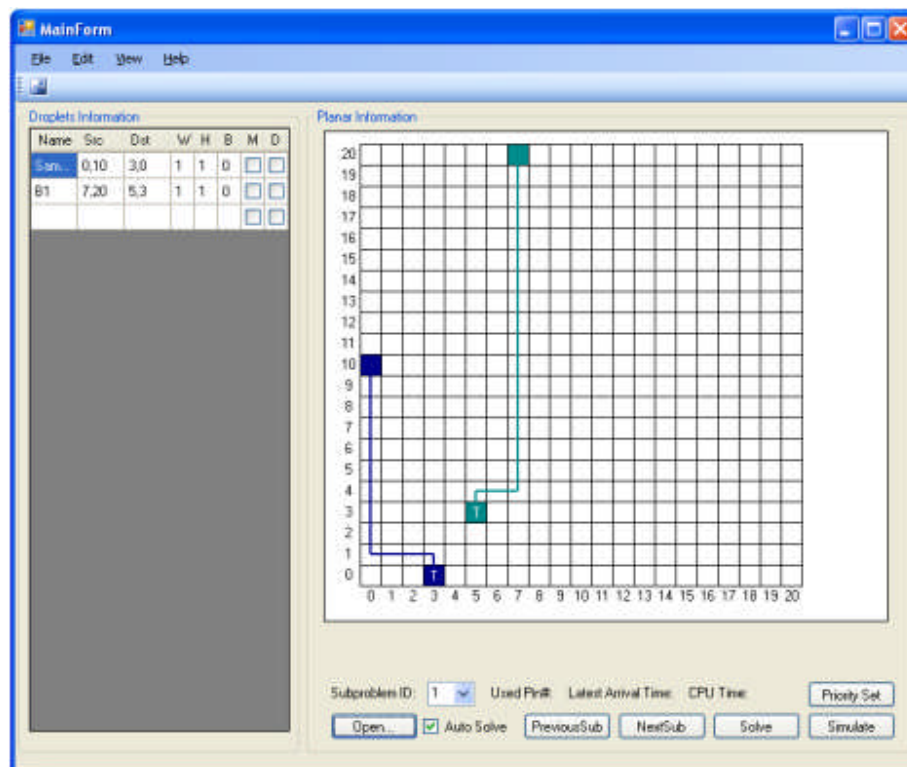 MainForm
File Edit View Help
Droplets Information
Name Src Dst W H B M D
Sam... 0,10 3,0 1 1 0
B1 7,20 5,3 1 1 0
Planar Information
20
19
18
17
16
15
14
13
12
11
10
9
8
7
6
5
4
3 T
2
1
0 T
0 1 2 3 4 5 6 7 8 9 10 11 12 13 14 15 16 17 18 19 20
Subproblem ID: 1 Used Pin#: Latest Arrival Time: CPU Time: Priority Set
Open... Auto Solve PreviousSub NextSub Solve Simulate